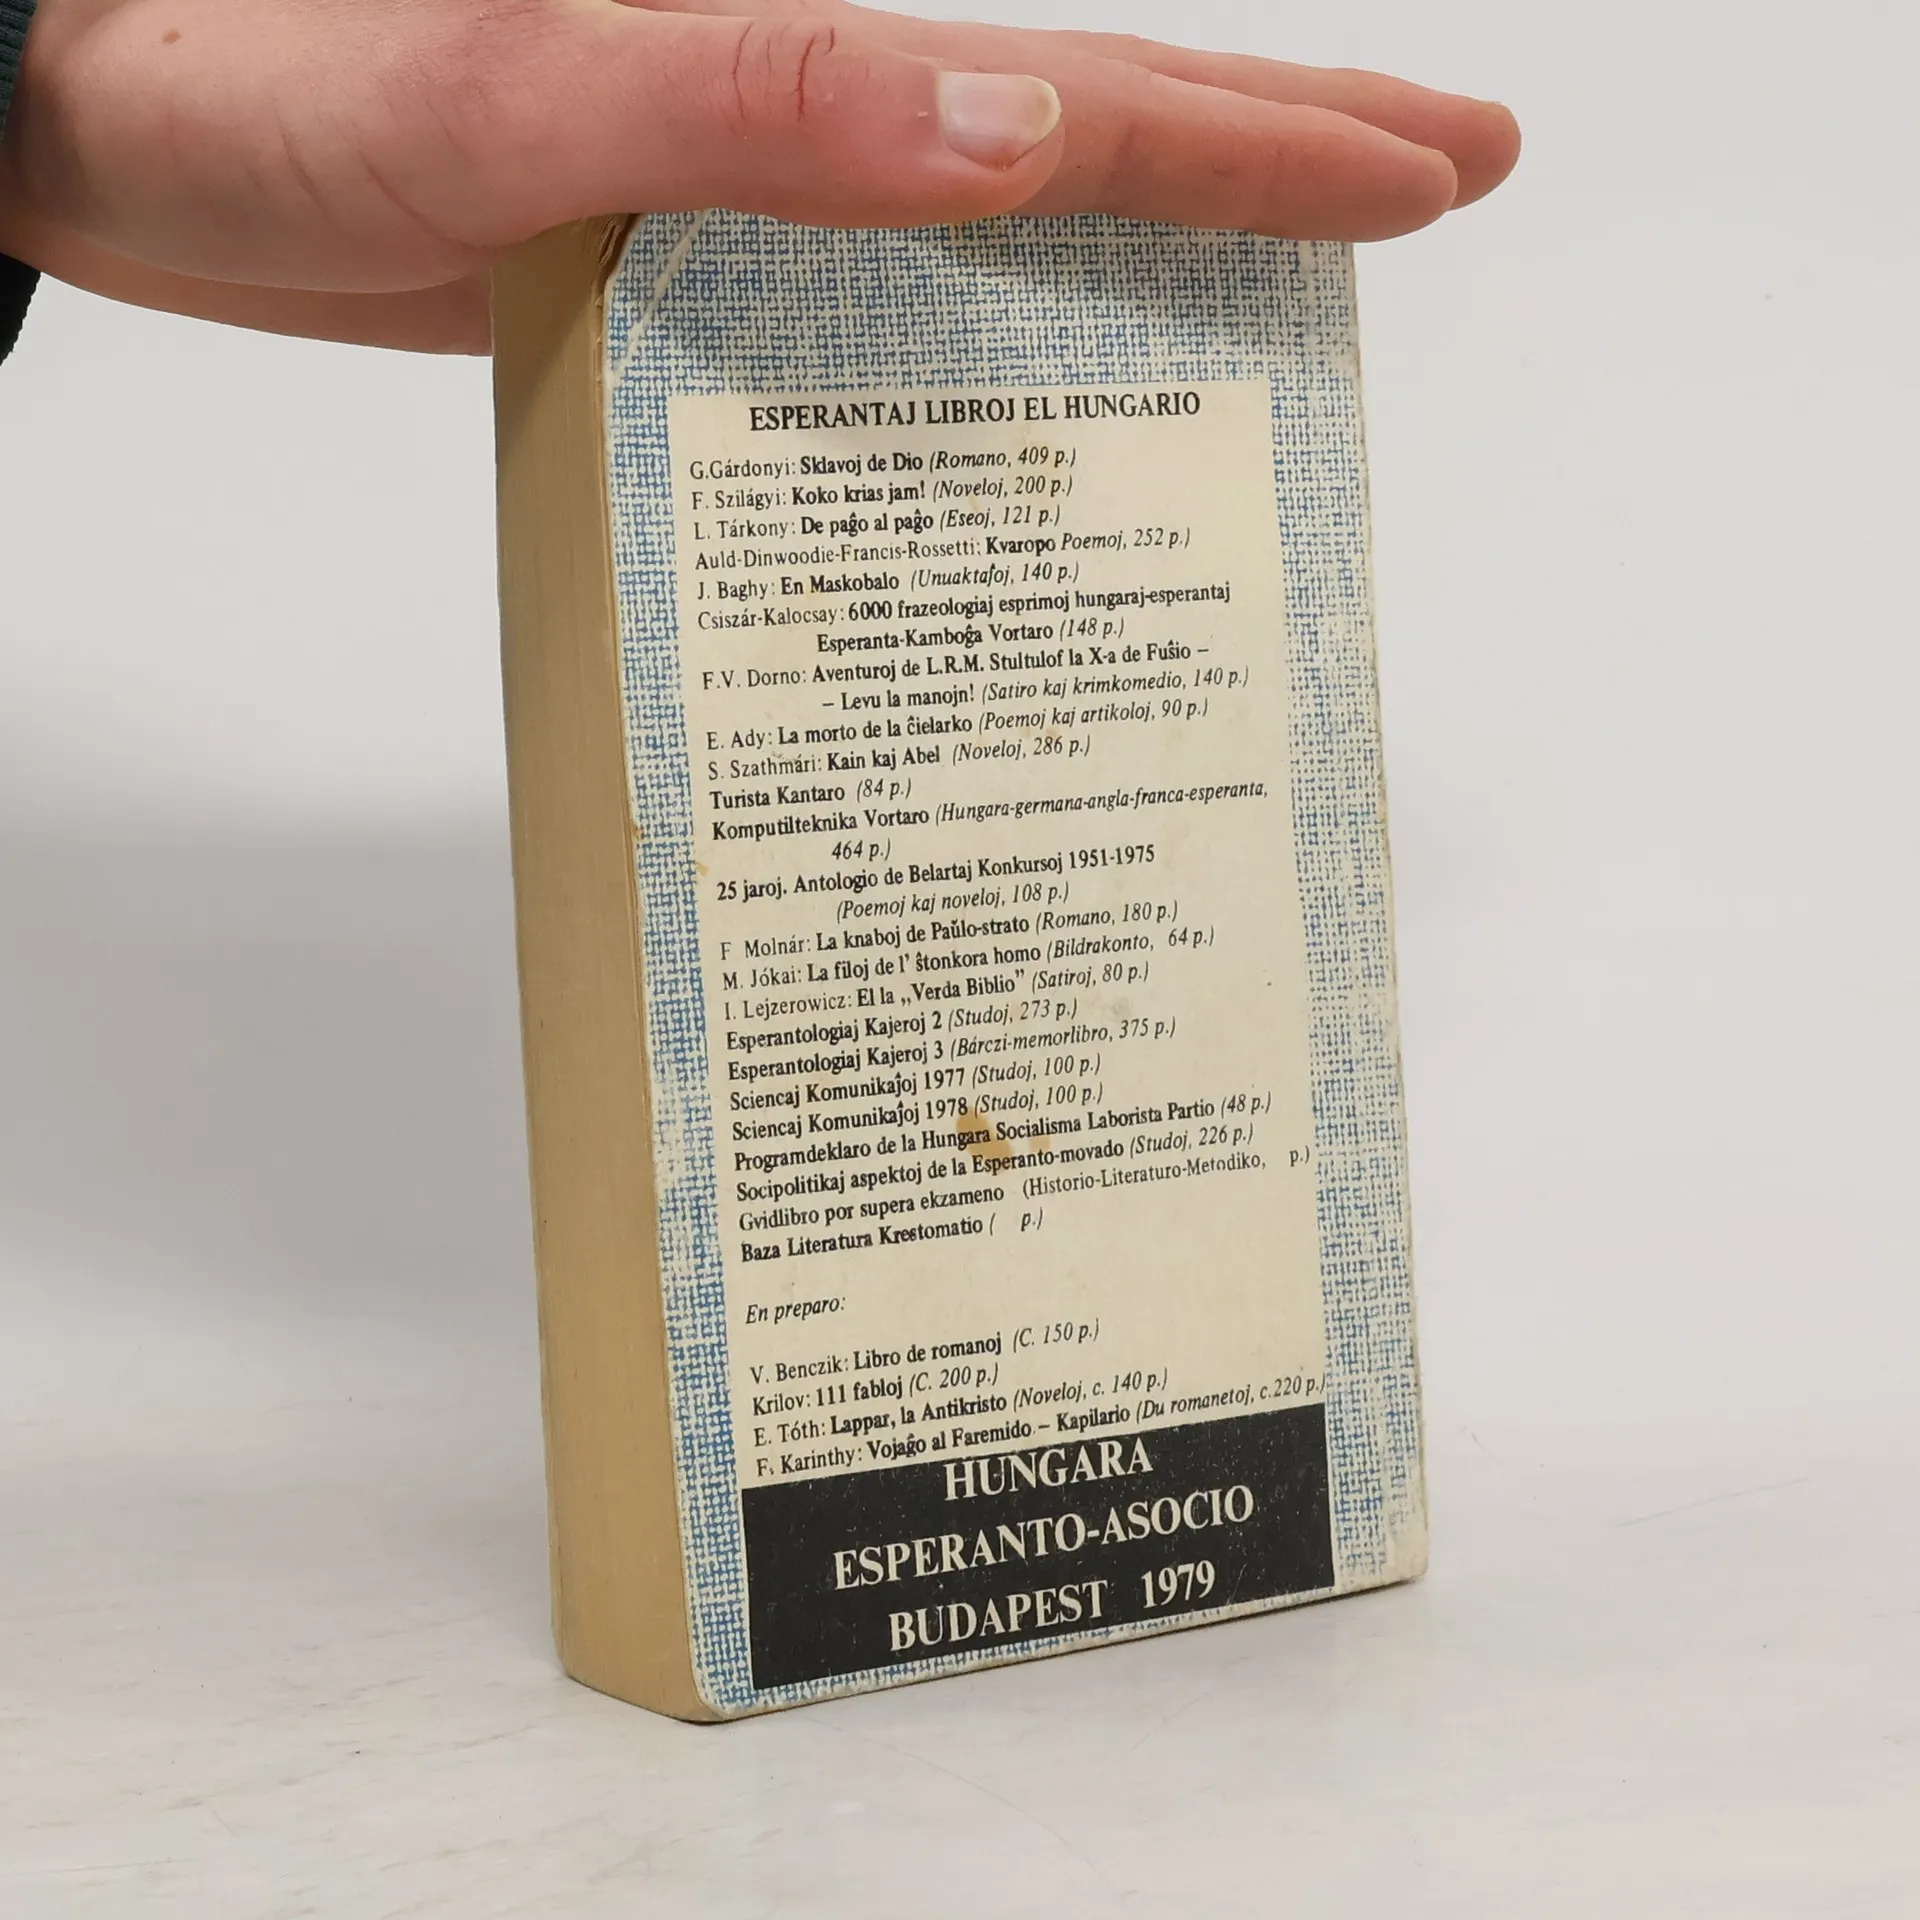 ESPERANTAJ LIBROJ EL HUNGARIO
G.Gárdonyi: Sklavoj de Dio (Romano, 409 p.)
F. Szilágyi: Koko krias jam! (Noveloj, 200 p.)
L. Tárkony: De paĝo al paĝo (Eseoj, 121 p.)
Auld-Dinwoodie-Francis-Rossetti: Kvaropo Poemoj, 252 p.)
J. Baghy: En Maskobalo (Unuaktaĵoj, 140 p.)
Csiszár-Kalocsay: 6000 frazeologiaj esprimoj hungaraj-esperantaj
Esperanta-Kamboĝa Vortaro (148 p.)
F.V. Dorno: Aventuroj de L.R.M. Stultulof la X-a de Fuŝio –
– Levu la manojn! (Satiro kaj krimkomedio, 140 p.)
E. Ady: La morto de la ĉielarko (Poemoj kaj artikoloj, 90 p.)
S. Szathmári: Kain kaj Abel (Noveloj, 286 p.)
Turista Kantaro (84 p.)
Komputilteknika Vortaro (Hungara-germana-angla-franca-esperanta,
464 p.)
25 jaroj. Antologio de Belartaj Konkursoj 1951-1975
(Poemoj kaj noveloj, 108 p.)
F Molnár: La knaboj de Paŭlo-strato (Romano, 180 p.)
M. Jókai: La filoj de l' ŝtonkora homo (Bildrakonto, 64 p.)
I. Lejzerowicz: El la „Verda Biblio” (Satiroj, 80 p.)
Esperantologiaj Kajeroj 2 (Studoj, 273 p.)
Esperantologiaj Kajeroj 3 (Bárczi-memorlibro, 375 p.)
Sciencaj Komunikaĵoj 1977 (Studoj, 100 p.)
Sciencaj Komunikaĵoj 1978 (Studoj, 100 p.)
Programdeklaro de la Hungara Socialisma Laborista Partio (48 p.)
Socipolitikaj aspektoj de la Esperanto-movado (Studoj, 226 p.)
Gvidlibro por supera ekzameno (Historio-Literaturo-Metodiko, p.)
Baza Literatura Krestomatio ( p.)
En preparo:
V. Benczik: Libro de romanoj (C. 150 p.)
Krilov: 111 fabloj (C. 200 p.)
E. Tóth: Lappar, la Antikristo (Noveloj, c. 140 p.)
F. Karinthy: Vojaĝo al Faremido – Kapilario (Du romanetoj, c.220 p.)
HUNGARA
ESPERANTO-ASOCIO
BUDAPEST 1979